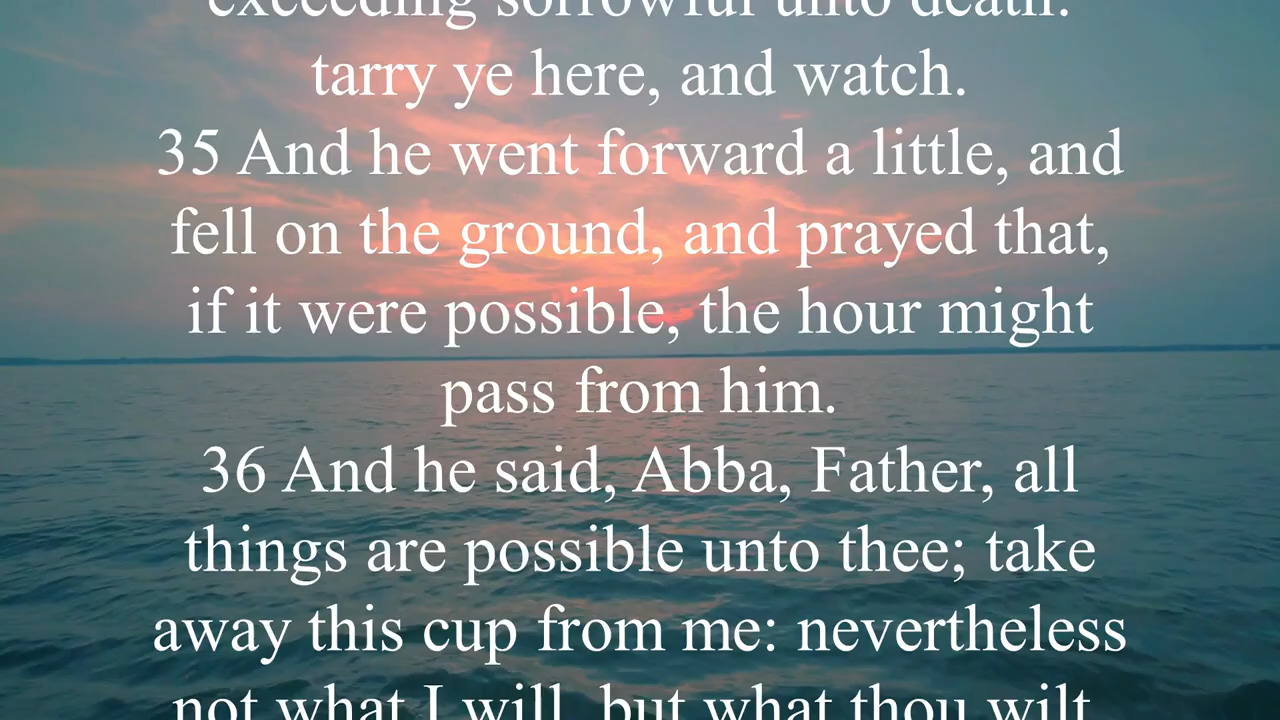 exceeding sorrowful unto death:
tarry ye here, and watch.
35 And he went forward a little, and
fell on the ground, and prayed that,
if it were possible, the hour might
pass from him.
36 And he said, Abba, Father, all
things are possible unto thee; take
away this cup from me: nevertheless
not what I will, but what thou wilt.